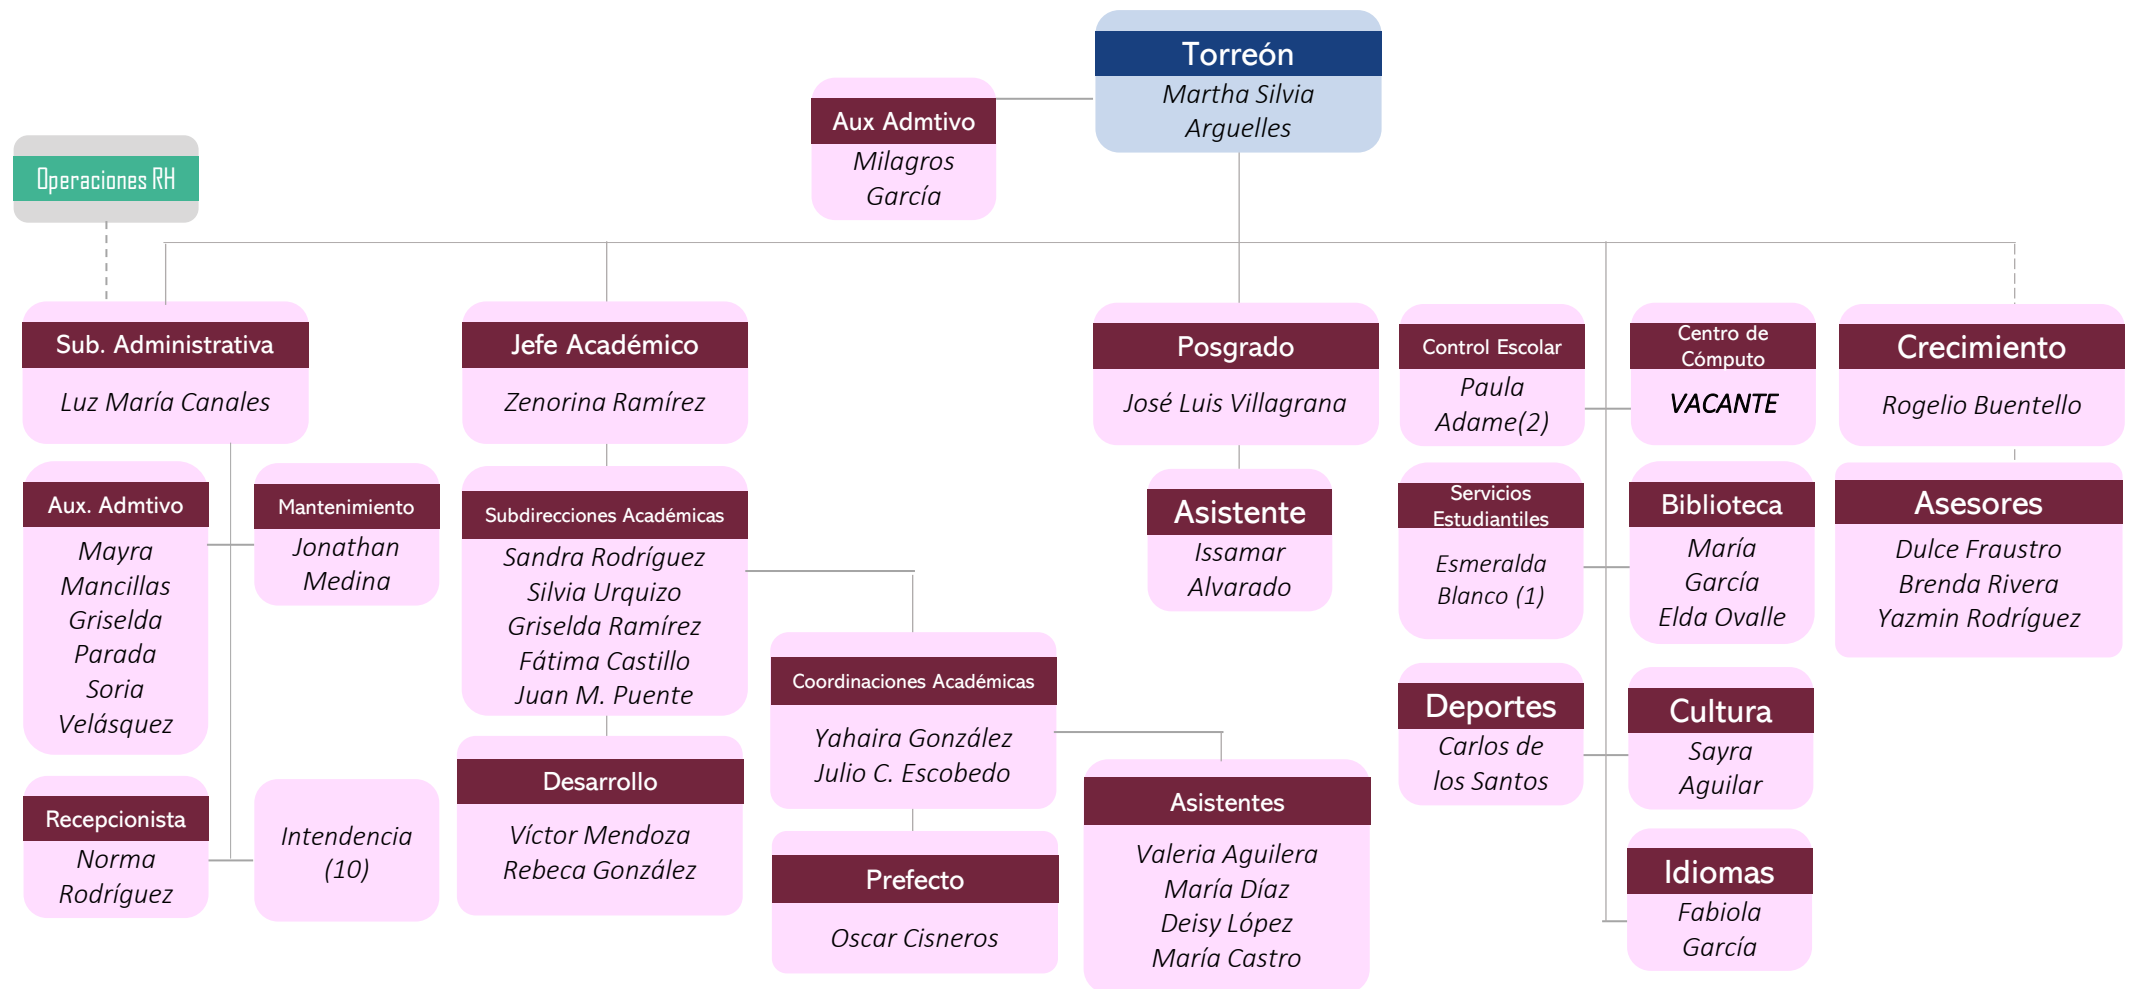 Torreón
Martha Silvia
Arguelles
Aux Admtivo
Milagros
García
Operaciones RH
Sub. Administrativa
Luz María Canales
Jefe Académico
Zenorina Ramírez
Posgrado
José Luis Villagrana
Control Escolar
Paula
Adame(2)
Centro de
Cómputo
VACANTE
Crecimiento
Rogelio Buentello
Aux. Admtivo
Mayra
Mancillas
Griselda
Parada
Soria
Velásquez
Mantenimiento
Jonathan
Medina
Subdirecciones Académicas
Sandra Rodríguez
Silvia Urquizo
Griselda Ramírez
Fátima Castillo
Juan M. Puente
Asistente
Issamar
Alvarado
Servicios
Estudiantiles
Esmeralda
Blanco (1)
Biblioteca
María
García
Elda Ovalle
Asesores
Dulce Fraustro
Brenda Rivera
Yazmin Rodríguez
Coordinaciones Académicas
Yahaira González
Julio C. Escobedo
Deportes
Carlos de
los Santos
Cultura
Sayra
Aguilar
Recepcionista
Norma
Rodríguez
Intendencia
(10)
Desarrollo
Víctor Mendoza
Rebeca González
Prefecto
Oscar Cisneros
Asistentes
Valeria Aguilera
María Díaz
Deisy López
María Castro
Idiomas
Fabiola
García